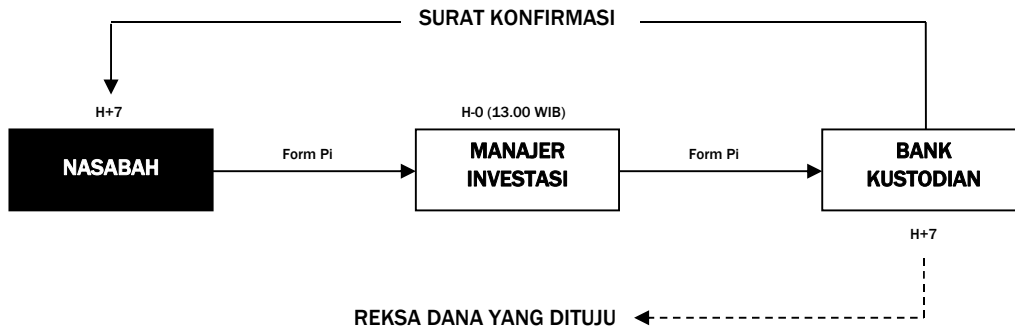 SURAT KONFIRMASI
H+7
H-0 (13.00 WIB)
NASABAH
Form Pi
MANAJER
INVESTASI
Form Pi
BANK
KUSTODIAN
H+7
REKSA DANA YANG DITUJU